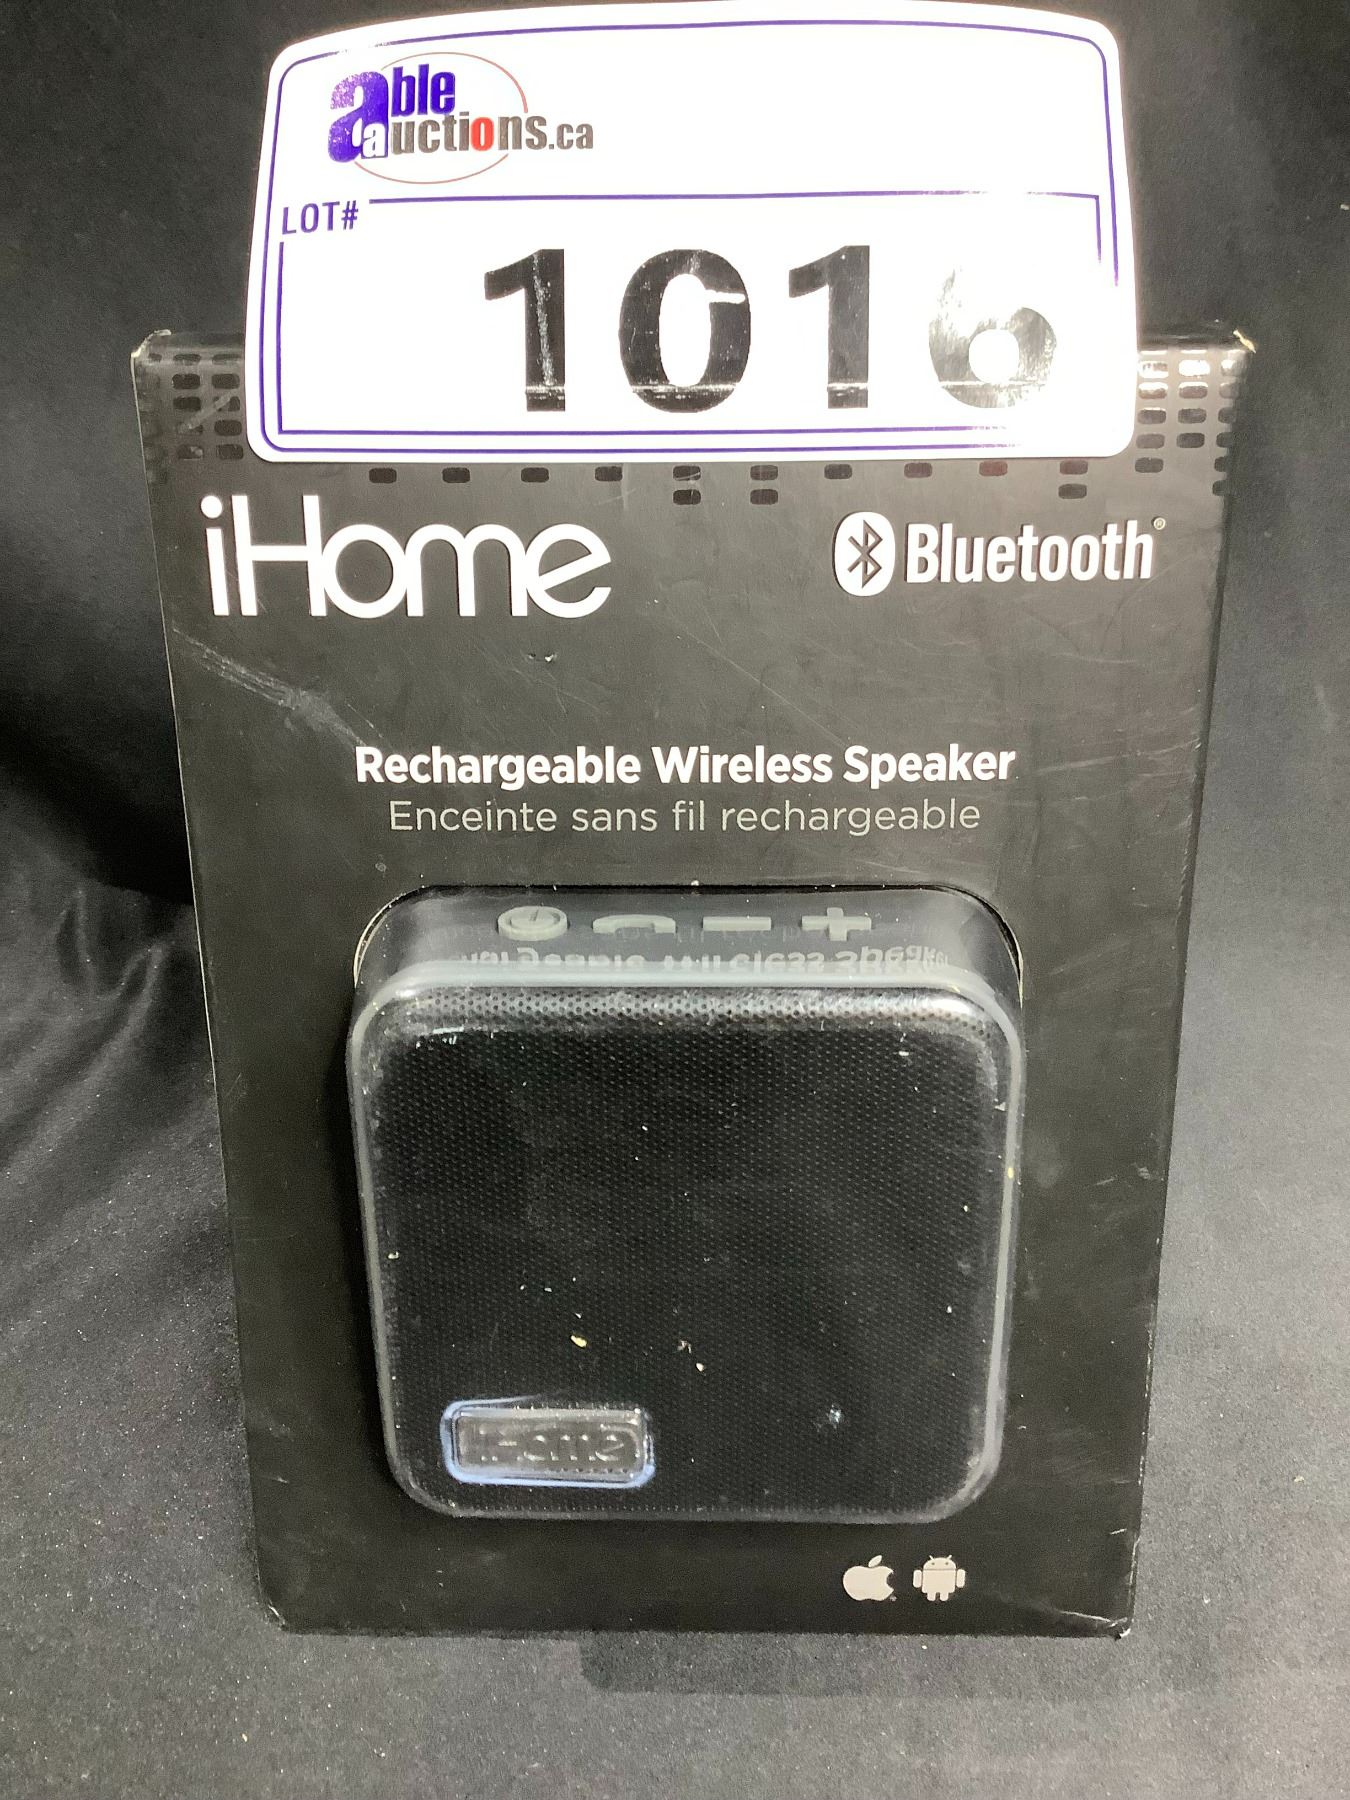 able
auctions.ca
LOT#
1016
iHome
Bluetooth®
Rechargeable Wireless Speaker
Enceinte sans fil rechargeable
iHome